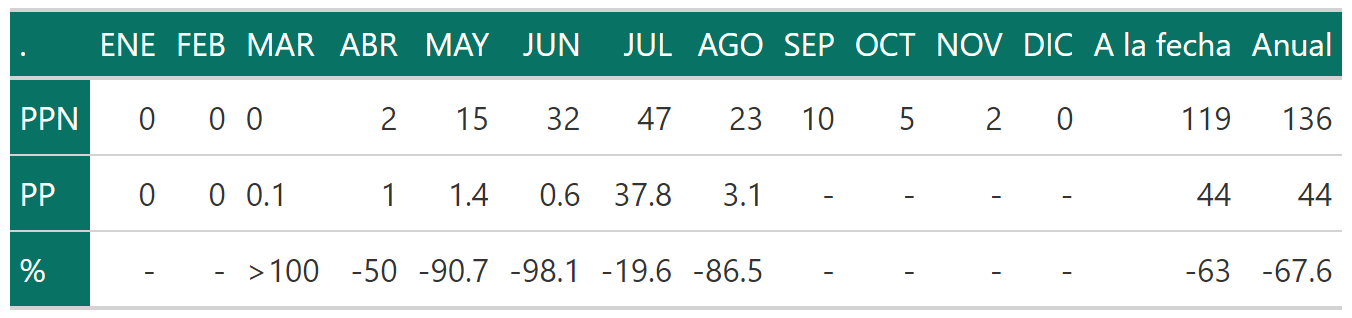 . ENE FEB MAR ABR MAY JUN JUL AGO SEP OCT NOV DIC A la fecha Anual
PPN 0 0 0 2 15 32 47 23 10 5 2 0 119 136
PP 0 0 0.1 1 1.4 0.6 37.8 3.1 - - - - 44 44
% - - >100 -50 -90.7 -98.1 -19.6 -86.5 - - - - -63 -67.6